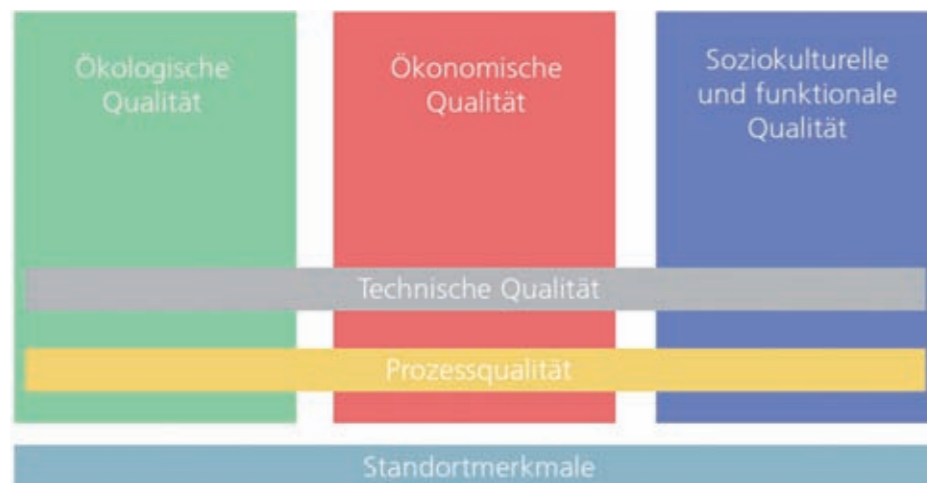 Ökologische
Qualität
Ökonomische
Qualität
Soziokulturelle
und funktionale
Qualität
Technische Qualität
Prozessqualität
Standortmerkmale